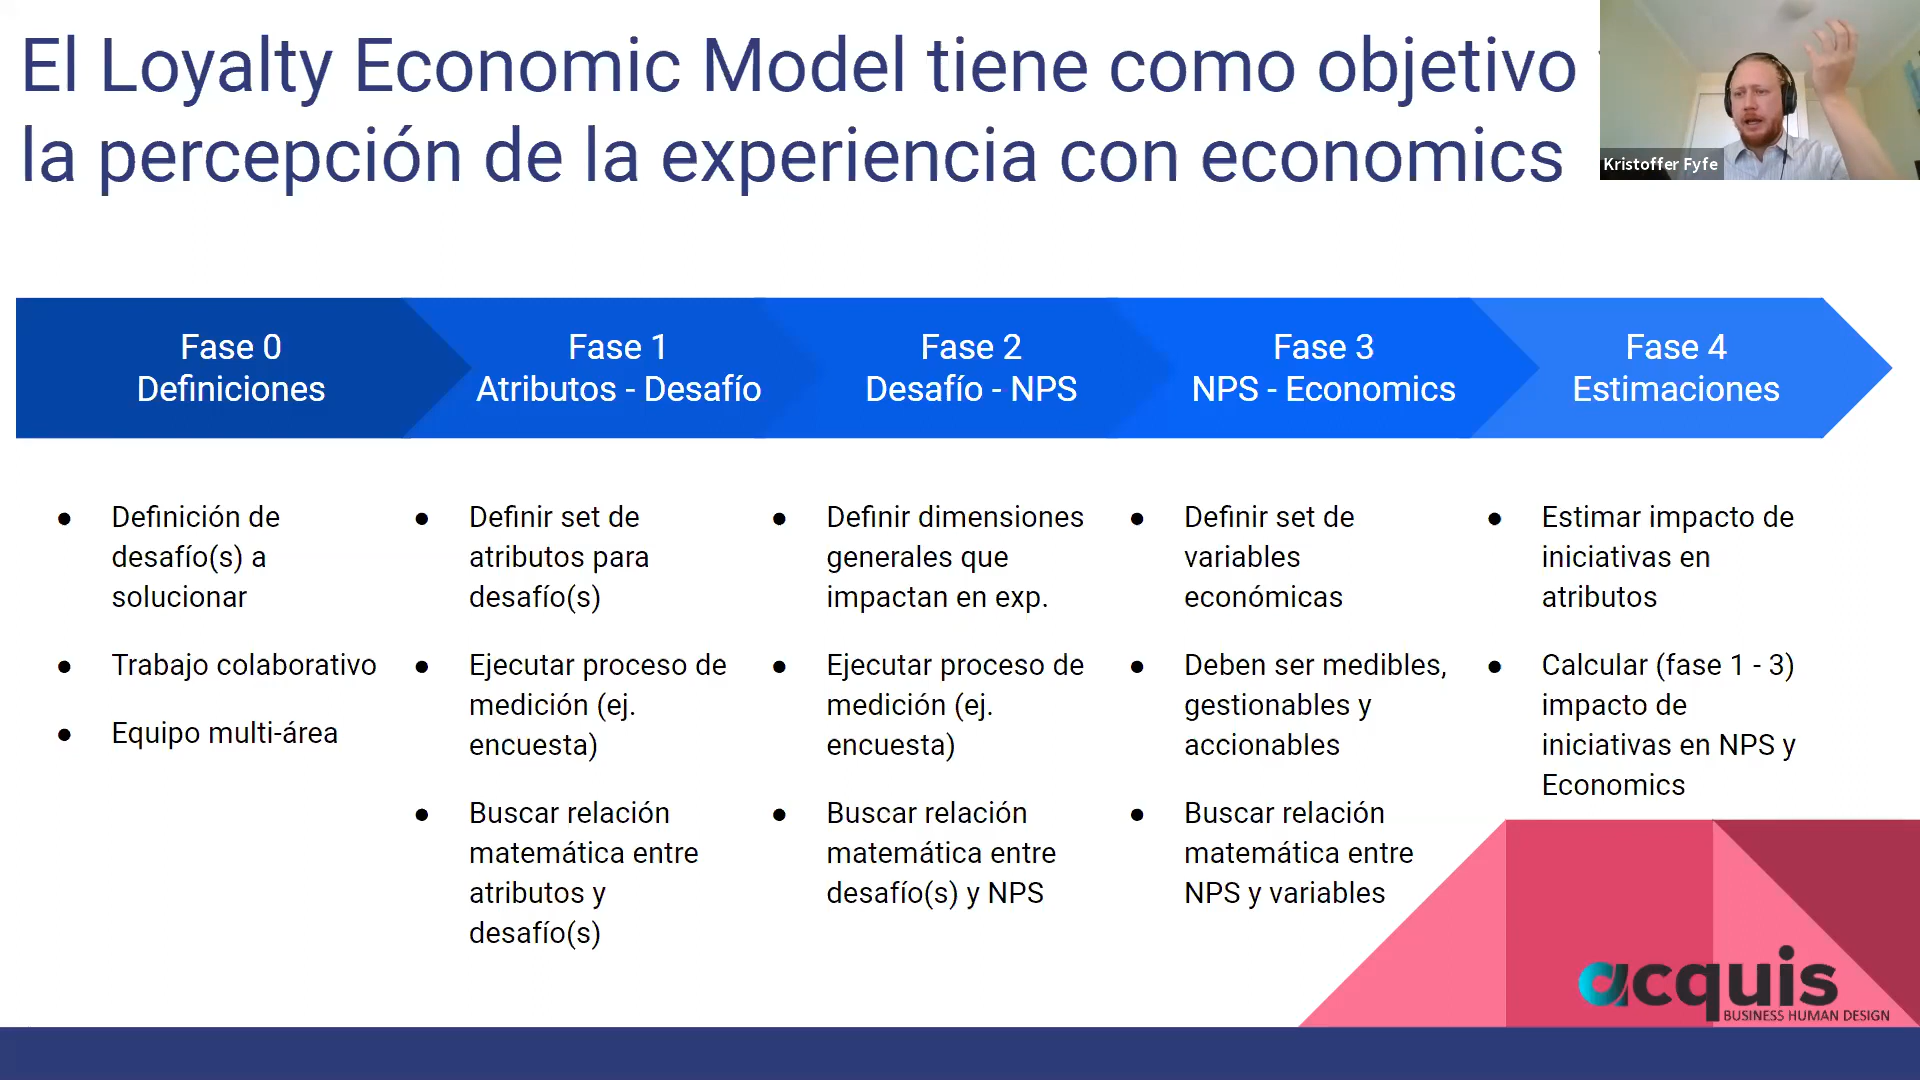 El Loyalty Economic Model tiene como objetivo
la percepción de la experiencia con economics
Kristoffer Fyfe
Fase 0
Definiciones
Fase 1
Atributos - Desafío
Fase 2
Desafío - NPS
Fase 3
NPS - Economics
Fase 4
Estimaciones
● Definición de
desafío(s) a
solucionar
● Trabajo colaborativo
● Equipo multi-área
● Definir set de
atributos para
desafío(s)
● Ejecutar proceso de
medición (ej.
encuesta)
● Buscar relación
matemática entre
atributos y
desafío(s)
● Definir dimensiones
generales que
impactan en exp.
● Ejecutar proceso de
medición (ej.
encuesta)
● Buscar relación
matemática entre
desafío(s) y NPS
● Definir set de
variables
económicas
● Deben ser medibles,
gestionables y
accionables
● Buscar relación
matemática entre
NPS y variables
● Estimar impacto de
iniciativas en
atributos
● Calcular (fase 1 - 3)
impacto de
iniciativas en NPS y
Economics
acquis
BUSINESS HUMAN DESIGN